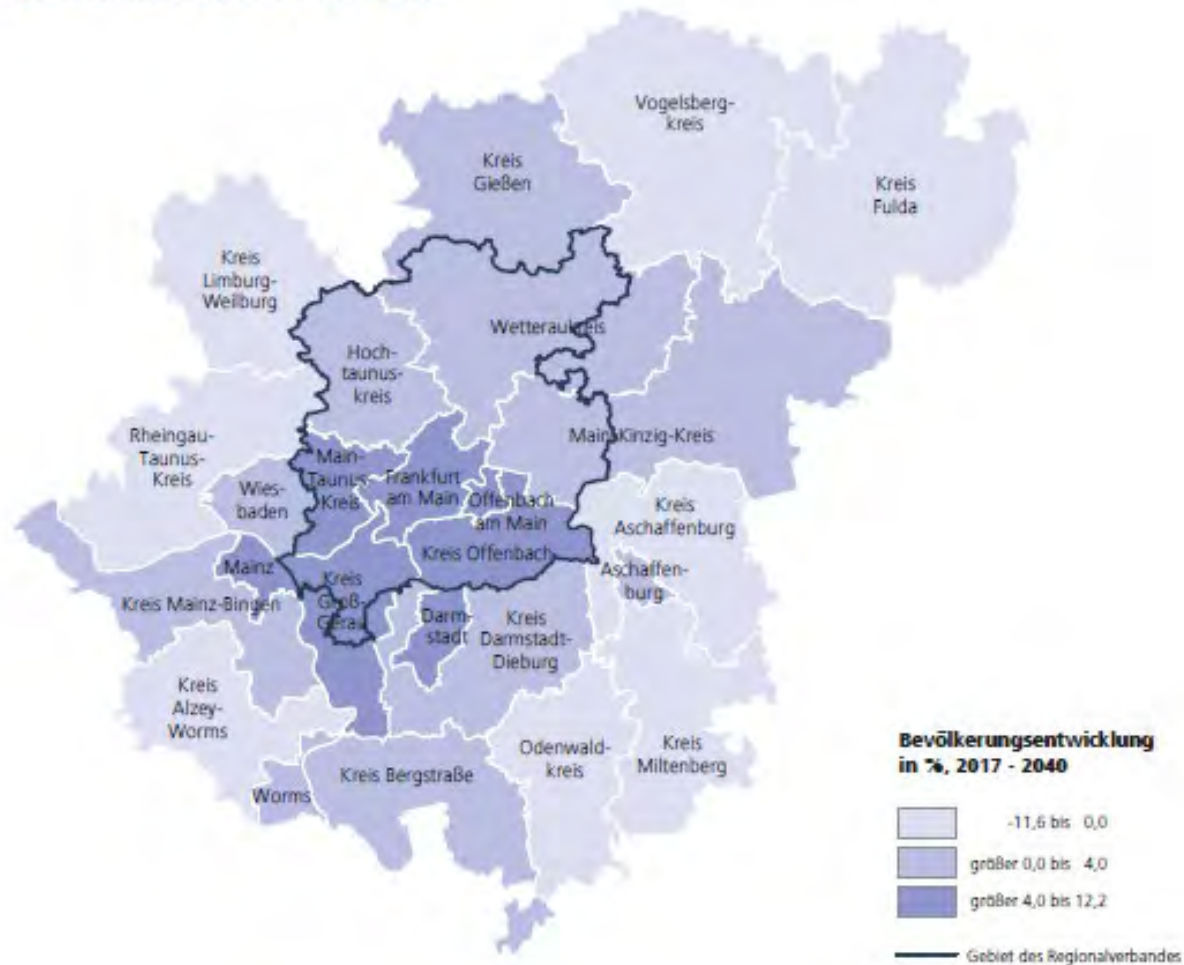 Vogelsberg-
kreis
Kreis
Gießen
Kreis
Fulda
Kreis
Limburg-
Weilburg
Wetteraukreis
Hoch-
taunus-
kreis
Rheingau-
Taunus-
Kreis
Main-Kinzig-Kreis
Main-
Taunus-
Kreis
Frankfurt
am Main
Wies-
baden
Offenbach
am Main
Kreis
Aschaffenburg
Kreis Offenbach
Mainz
Kreis
Groß-
Gerau
Aschaffen-
burg
Kreis Mainz-Bingen
Darm-
stadt
Kreis
Darmstadt-
Dieburg
Kreis
Alzey-
Worms
Odenwald-
kreis
Kreis
Miltenberg
Kreis Bergstraße
Worms
Bevölkerungsentwicklung
in %, 2017 - 2040
-11,6 bis 0,0
größer 0,0 bis 4,0
größer 4,0 bis 12,2
Gebiet des Regionalverbandes